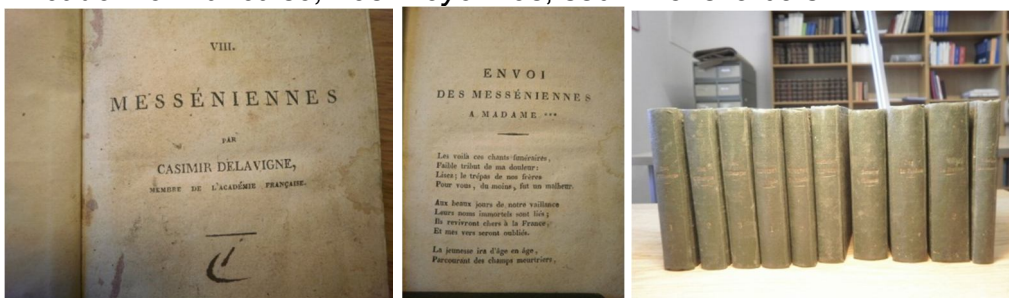 VIII.
MESSÉNIENNES
PAR
CASIMIR DELAVIGNE,
MEMBRE DE L'ACADÉMIE FRANÇAISE.
ENVOI
DES MESSÉNIENNES
A MADAME ***
Les voilà ces chants funéraires,
Faible tribut de ma douleur:
Lisez; le trépas de nos frères
Pour vous, du moins, fut un malheur.
Aux beaux jours de notre vaillance
Leurs noms immortels sont liés;
Ils revivront chers à la France,
Et mes vers seront oubliés.
La jeunesse ira d'âge en âge,
Parcourant des champs meurtriers,